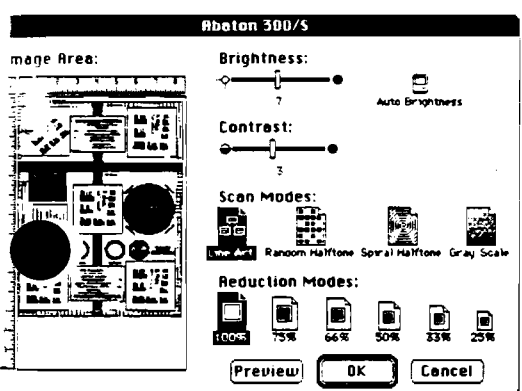 Abaton 300/S
mage Area:
Brightness:
7
Auto Brightness
Contrast:
3
Scan Modes:
Line Art Random Halftone Spiral Halftone Gray Scale
Reduction Modes:
100% 75% 66% 50% 33% 25%
Preview OK Cancel